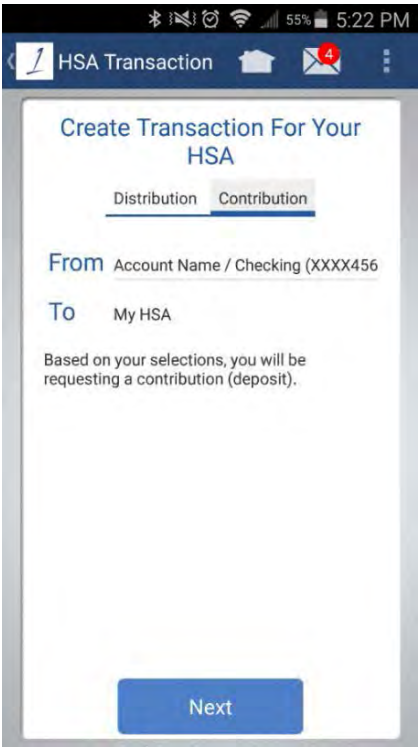 55% 5:22 PM
1 HSA Transaction 4
Create Transaction For Your
HSA
Distribution Contribution
From Account Name / Checking (XXXX456
To My HSA
Based on your selections, you will be
requesting a contribution (deposit).
Next